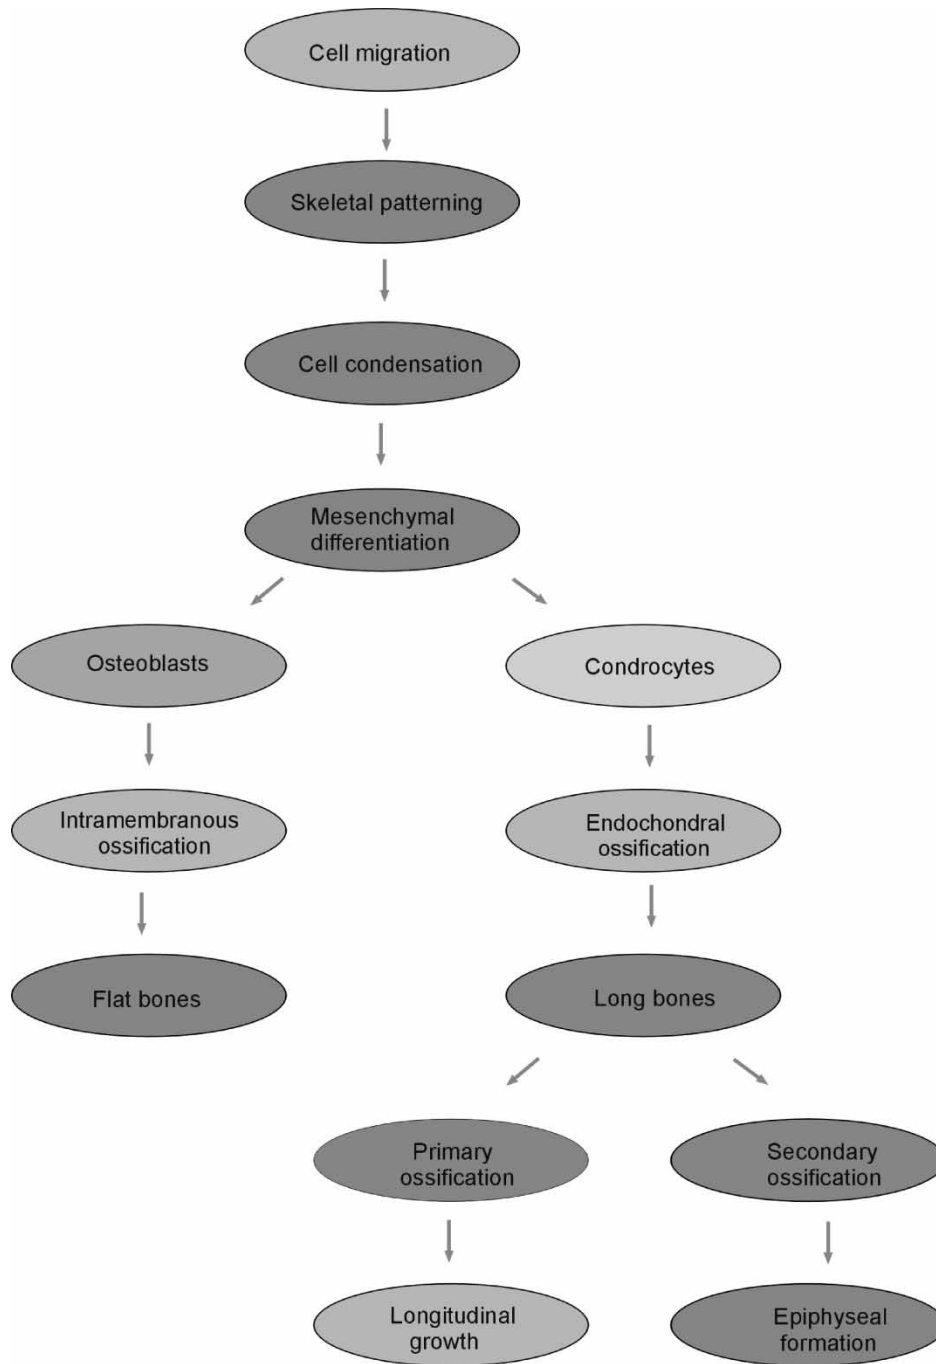 Cell migration
Skeletal patterning
Cell condensation
Mesenchymal
differentiation
Osteoblasts
Condrocytes
Intramembranous
ossification
Endochondral
ossification
Flat bones
Long bones
Primary
ossification
Secondary
ossification
Longitudinal
growth
Epiphyseal
formation